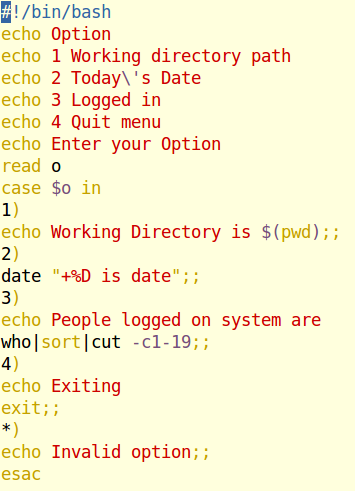 #!/bin/bash
echo Option
echo 1 Working directory path
echo 2 Today\'s Date
echo 3 Logged in
echo 4 Quit menu
echo Enter your Option
read o
case $o in
1)
echo Working Directory is $(pwd);;
2)
date "+%D is date";;
3)
echo People logged on system are
who|sort|cut -c1-19;;
4)
echo Exiting
exit;;
*)
echo Invalid option;;
esac